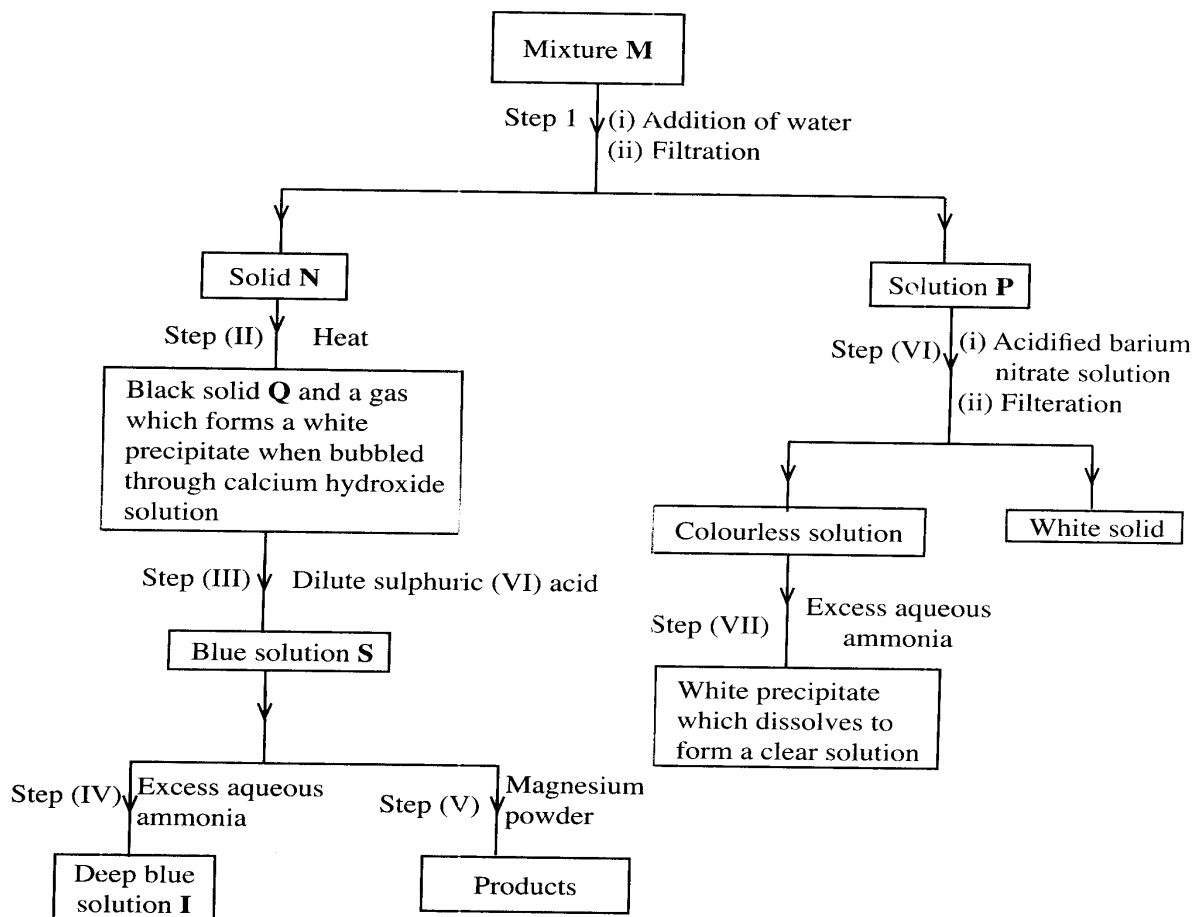 Mixture M
Step 1
(i) Addition of water
(ii) Filtration
Solid N
Solution P
Step (II)
Heat
Step (VI)
(i) Acidified barium
nitrate solution
(ii) Filteration
Black solid Q and a gas
which forms a white
precipitate when bubbled
through calcium hydroxide
solution
Colourless solution
White solid
Step (III)
Dilute sulphuric (VI) acid
Step (VII)
Excess aqueous
ammonia
Blue solution S
White precipitate
which dissolves to
form a clear solution
Step (IV)
Excess aqueous
ammonia
Step (V)
Magnesium
powder
Deep blue
solution I
Products